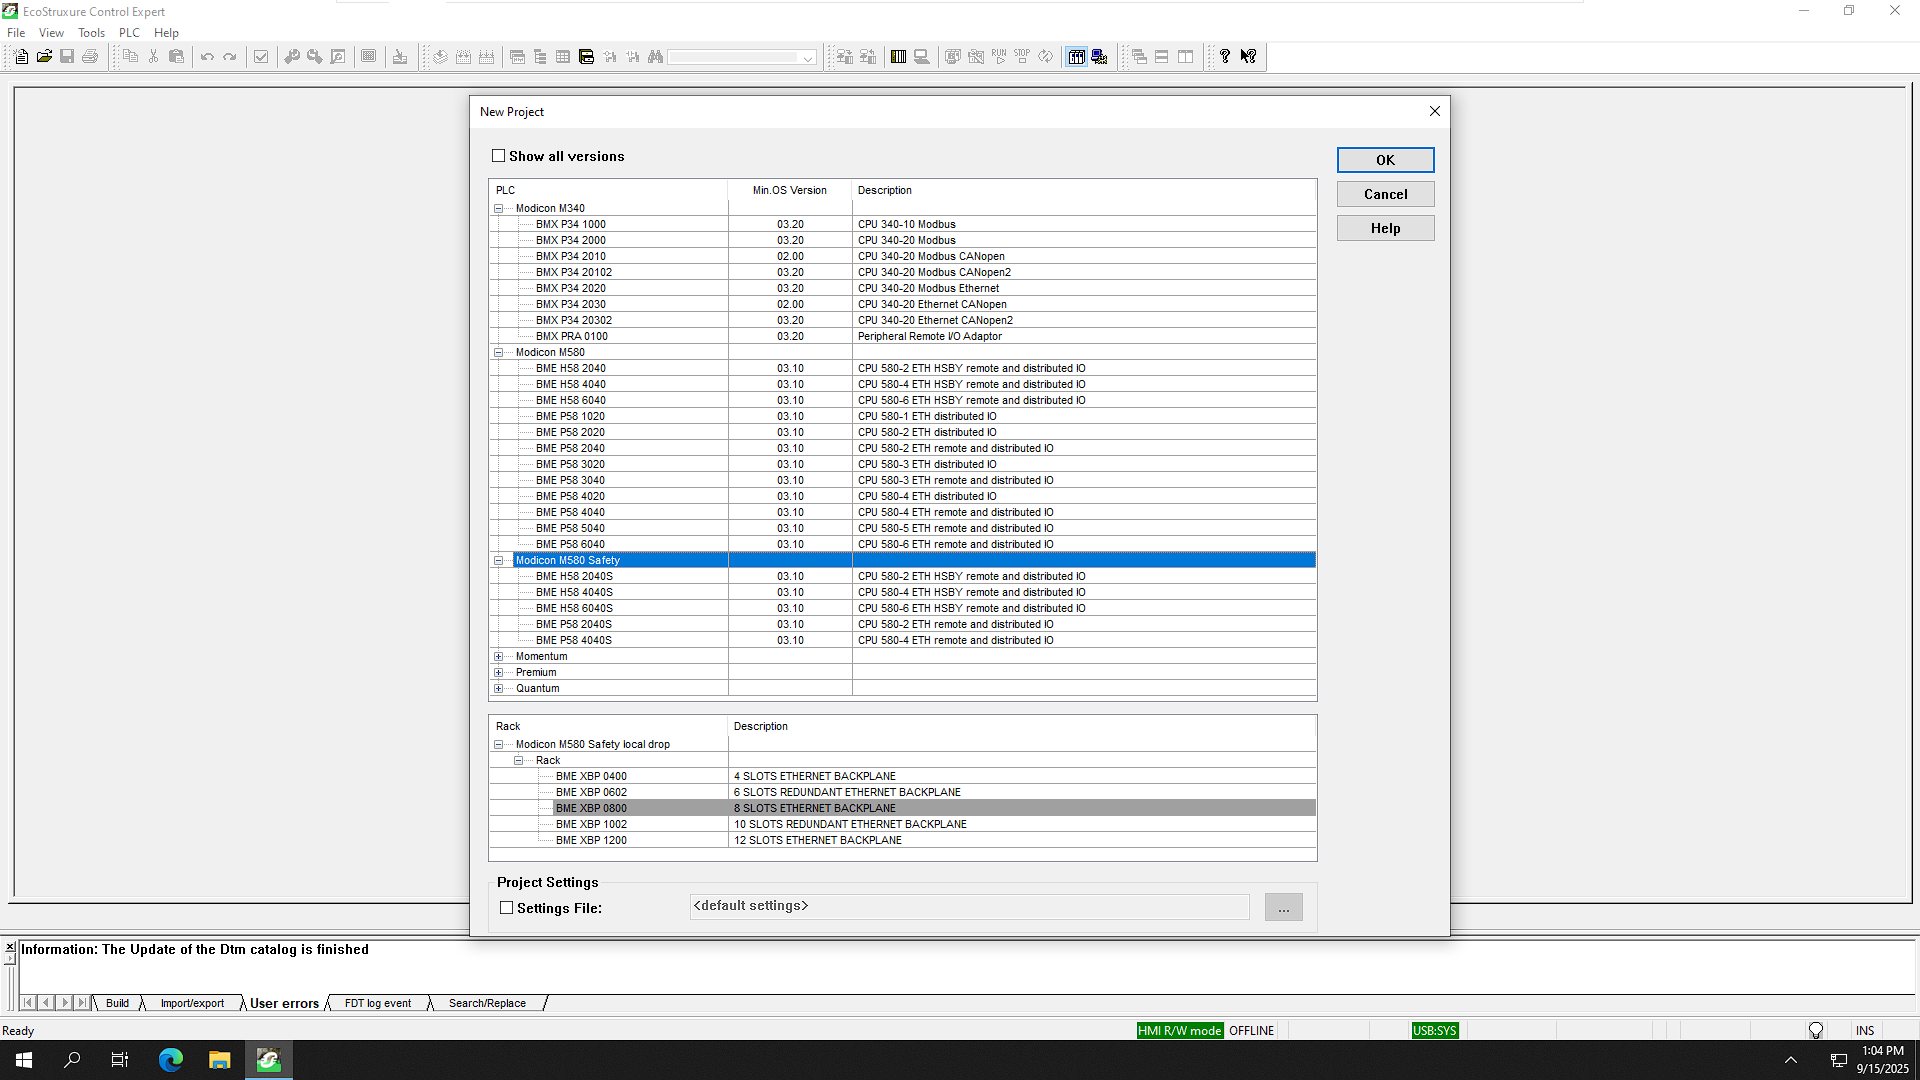 EcoStruxure Control Expert
File View Tools PLC Help
RUN STOP
New Project
Show all versions
OK
Cancel
Help
PLC Min.OS Version Description
Modicon M340
BMX P34 1000 03.20 CPU 340-10 Modbus
BMX P34 2000 03.20 CPU 340-20 Modbus
BMX P34 2010 02.00 CPU 340-20 Modbus CANopen
BMX P34 20102 03.20 CPU 340-20 Modbus CANopen2
BMX P34 2020 03.20 CPU 340-20 Modbus Ethernet
BMX P34 2030 02.00 CPU 340-20 Ethernet CANopen
BMX P34 20302 03.20 CPU 340-20 Ethernet CANopen2
BMX PRA 0100 03.20 Peripheral Remote I/O Adaptor
Modicon M580
BME H58 2040 03.10 CPU 580-2 ETH HSBY remote and distributed IO
BME H58 4040 03.10 CPU 580-4 ETH HSBY remote and distributed IO
BME H58 6040 03.10 CPU 580-6 ETH HSBY remote and distributed IO
BME P58 1020 03.10 CPU 580-1 ETH distributed IO
BME P58 2020 03.10 CPU 580-2 ETH distributed IO
BME P58 2040 03.10 CPU 580-2 ETH remote and distributed IO
BME P58 3020 03.10 CPU 580-3 ETH distributed IO
BME P58 3040 03.10 CPU 580-3 ETH remote and distributed IO
BME P58 4020 03.10 CPU 580-4 ETH distributed IO
BME P58 4040 03.10 CPU 580-4 ETH remote and distributed IO
BME P58 5040 03.10 CPU 580-5 ETH remote and distributed IO
BME P58 6040 03.10 CPU 580-6 ETH remote and distributed IO
Modicon M580 Safety
BME H58 2040S 03.10 CPU 580-2 ETH HSBY remote and distributed IO
BME H58 4040S 03.10 CPU 580-4 ETH HSBY remote and distributed IO
BME H58 6040S 03.10 CPU 580-6 ETH HSBY remote and distributed IO
BME P58 2040S 03.10 CPU 580-2 ETH remote and distributed IO
BME P58 4040S 03.10 CPU 580-4 ETH remote and distributed IO
Momentum
Premium
Quantum
Rack Description
Modicon M580 Safety local drop
Rack
BME XBP 0400 4 SLOTS ETHERNET BACKPLANE
BME XBP 0602 6 SLOTS REDUNDANT ETHERNET BACKPLANE
BME XBP 0800 8 SLOTS ETHERNET BACKPLANE
BME XBP 1002 10 SLOTS REDUNDANT ETHERNET BACKPLANE
BME XBP 1200 12 SLOTS ETHERNET BACKPLANE
Project Settings
Settings File: <default settings> ...
Information: The Update of the Dtm catalog is finished
Build Import/export User errors FDT log event Search/Replace
Ready HMI R/W mode OFFLINE USB:SYS INS
1:04 PM
9/15/2025